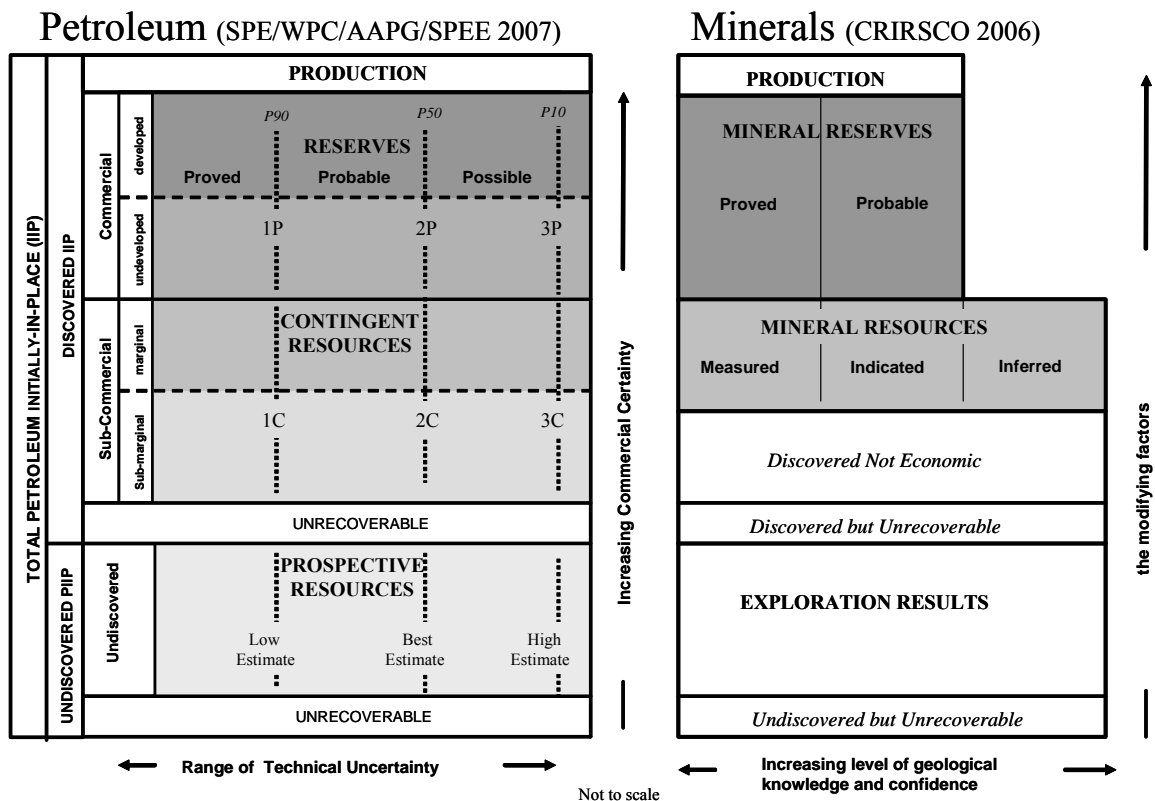 Petroleum (SPE/WPC/AAPG/SPEE 2007)
TOTAL PETROLEUM INITIALLY-IN-PLACE (IIP)
DISCOVERED IIP
UNDISCOVERED PIIP
PRODUCTION
Commercial
developed
undeveloped
P90 P50 P10
RESERVES
Proved Probable Possible
1P 2P 3P
Sub-Commercial
marginal
Sub-marginal
CONTINGENT
RESOURCES
1C 2C 3C
UNRECOVERABLE
Undiscovered
PROSPECTIVE
RESOURCES
Low
Estimate
Best
Estimate
High
Estimate
UNRECOVERABLE
Range of Technical Uncertainty
Increasing Commercial Certainty
Minerals (CRIRSCO 2006)
PRODUCTION
MINERAL RESERVES
Proved Probable
MINERAL RESOURCES
Measured Indicated Inferred
Discovered Not Economic
Discovered but Unrecoverable
EXPLORATION RESULTS
Undiscovered but Unrecoverable
the modifying factors
Increasing level of geological
knowledge and confidence
Not to scale